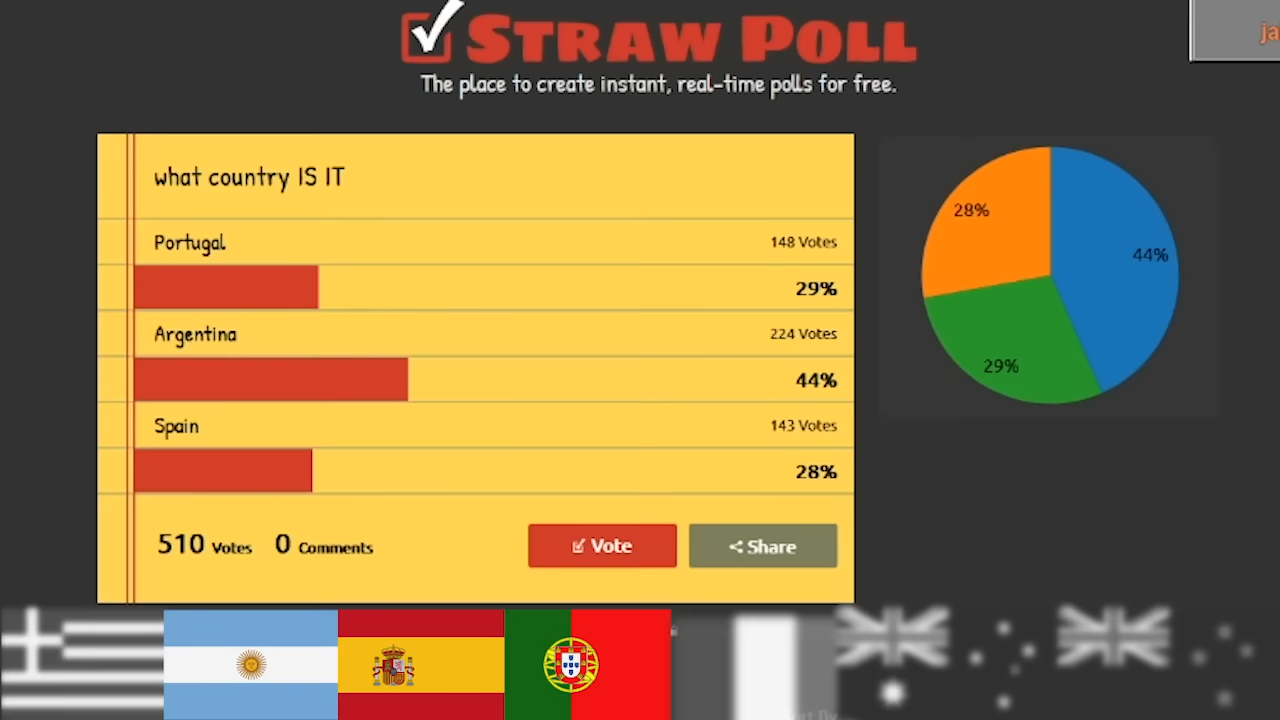 STRAW POLL
The place to create instant, real-time polls for free.
what country IS IT
Portugal 148 Votes
29%
Argentina 224 Votes
44%
Spain 143 Votes
28%
510 Votes 0 Comments Vote Share
28%
44%
29%